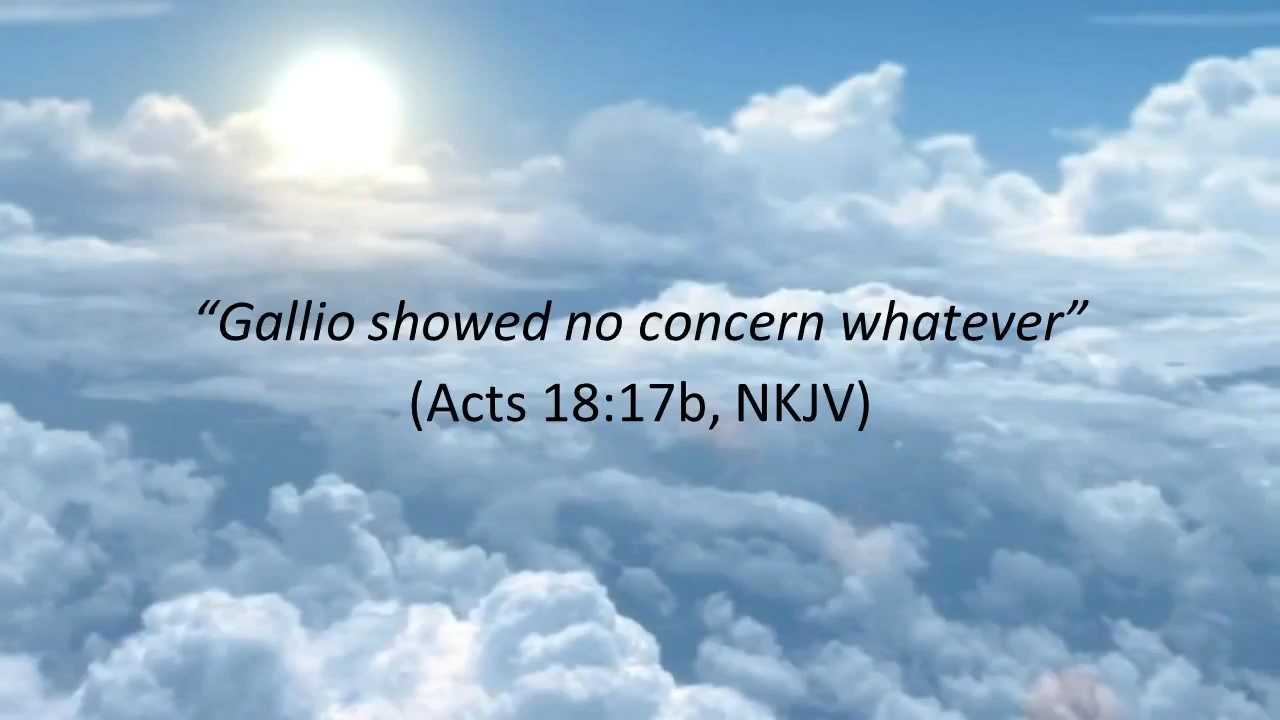 “Gallio showed no concern whatever”
(Acts 18:17b, NKJV)